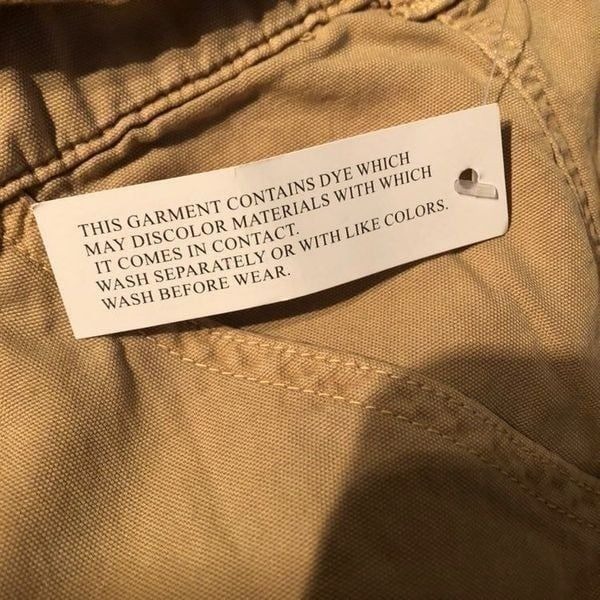 THIS GARMENT CONTAINS DYE WHICH
MAY DISCOLOR MATERIALS WITH WHICH
IT COMES IN CONTACT.
WASH SEPARATELY OR WITH LIKE COLORS.
WASH BEFORE WEAR.